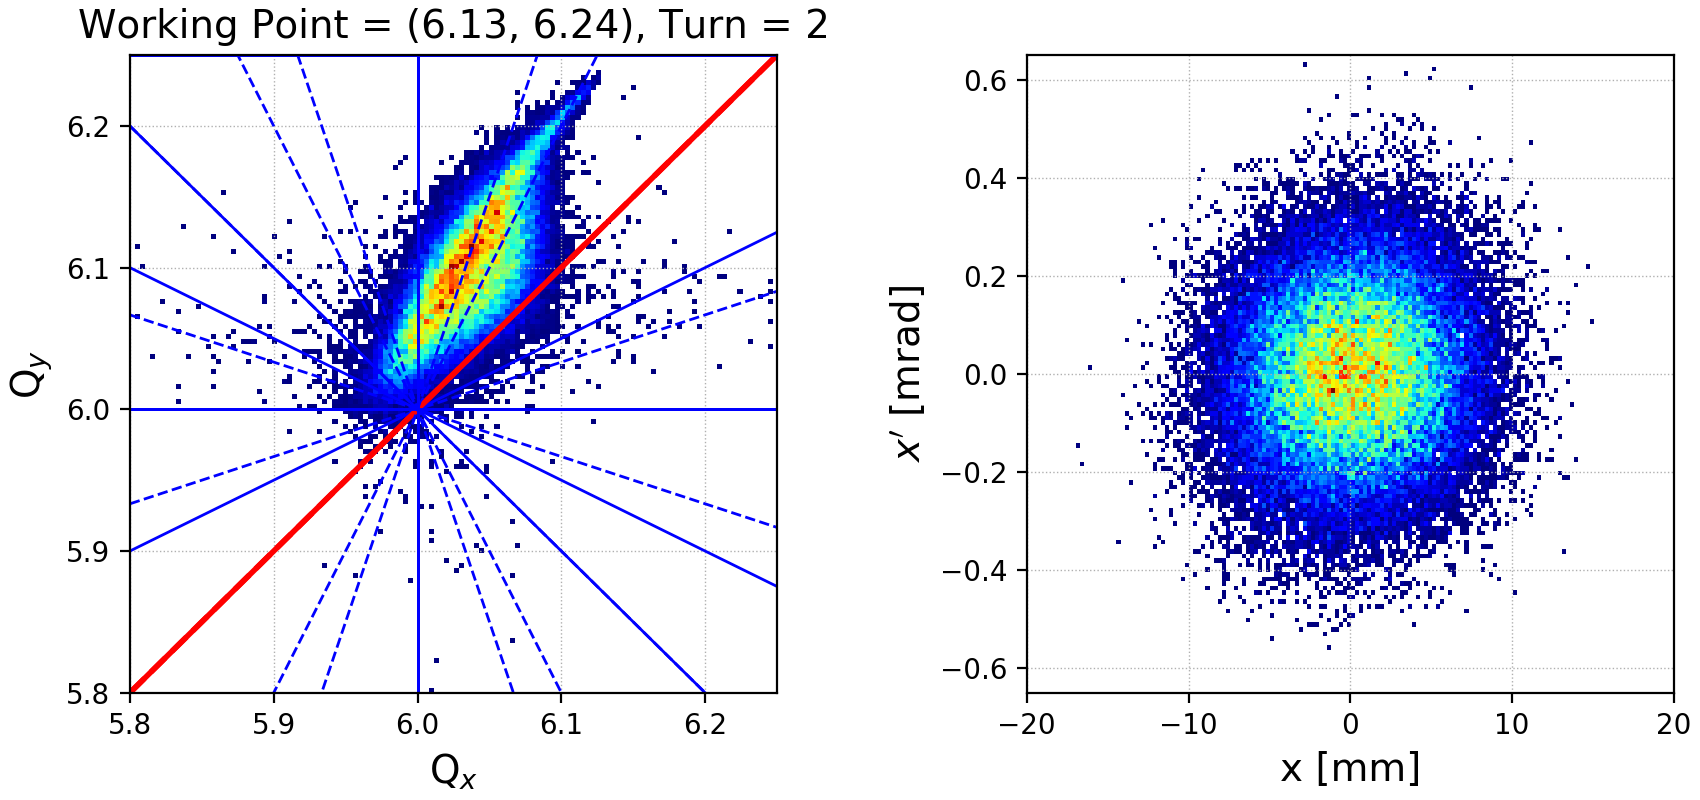 Working Point = (6.13, 6.24), Turn = 2
6.2
6.1
6.0
5.9
5.8
Q_y
5.8 5.9 6.0 6.1 6.2
Q_x
0.6
0.4
0.2
0.0
−0.2
−0.4
−0.6
x′ [mrad]
−20 −10 0 10 20
x [mm]